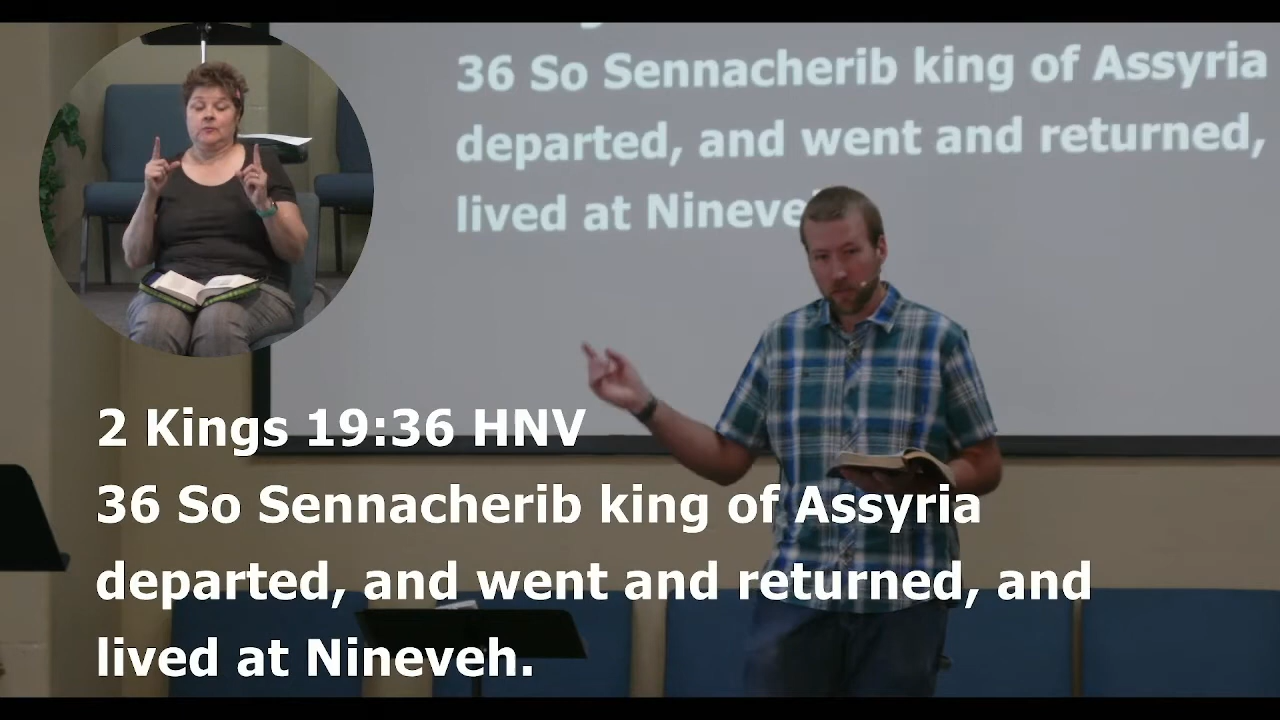 36 So Sennacherib king of Assyria
departed, and went and returned,
lived at Nineve
2 Kings 19:36 HNV
36 So Sennacherib king of Assyria
departed, and went and returned, and
lived at Nineveh.